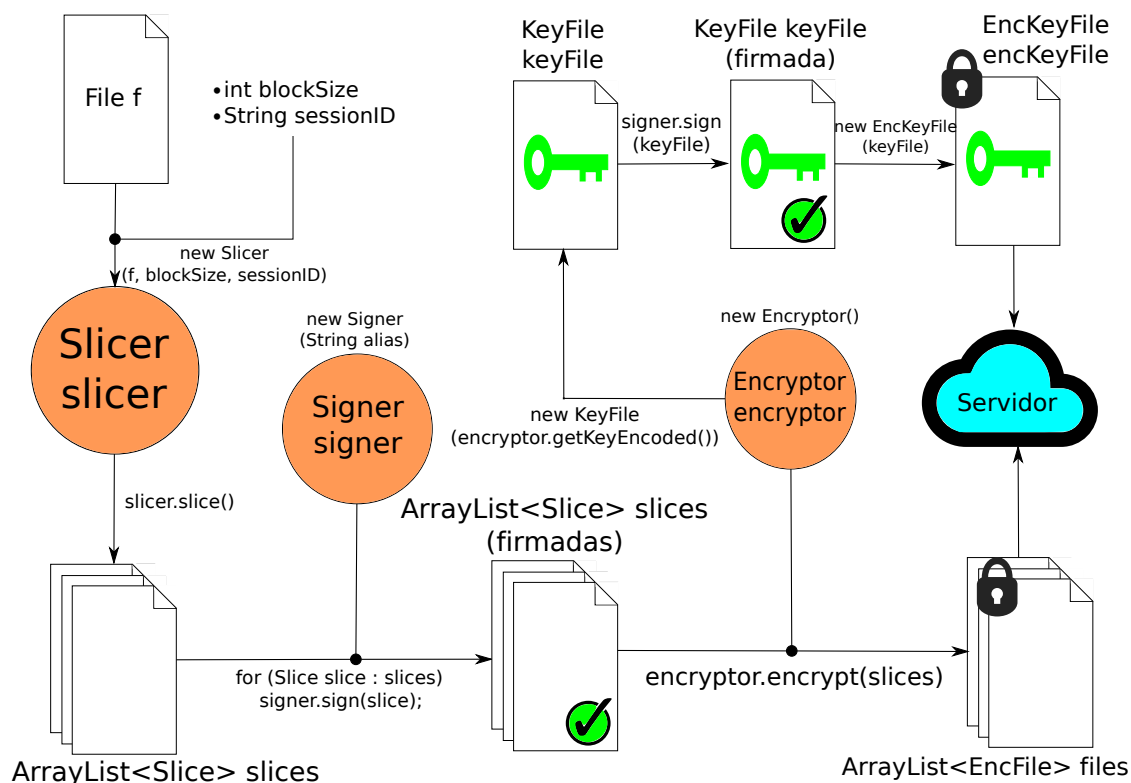 File f
•int blockSize
•String sessionID
new Slicer
(f, blockSize, sessionID)
Slicer
slicer
slicer.slice()
ArrayList<Slice> slices
new Signer
(String alias)
Signer
signer
for (Slice slice : slices)
signer.sign(slice);
ArrayList<Slice> slices
(firmadas)
new Encryptor()
Encryptor
encryptor
encryptor.encrypt(slices)
ArrayList<EncFile> files
new KeyFile
(encryptor.getKeyEncoded())
KeyFile
keyFile
signer.sign
(keyFile)
KeyFile keyFile
(firmada)
new EncKeyFile
(keyFile)
EncKeyFile
encKeyFile
Servidor